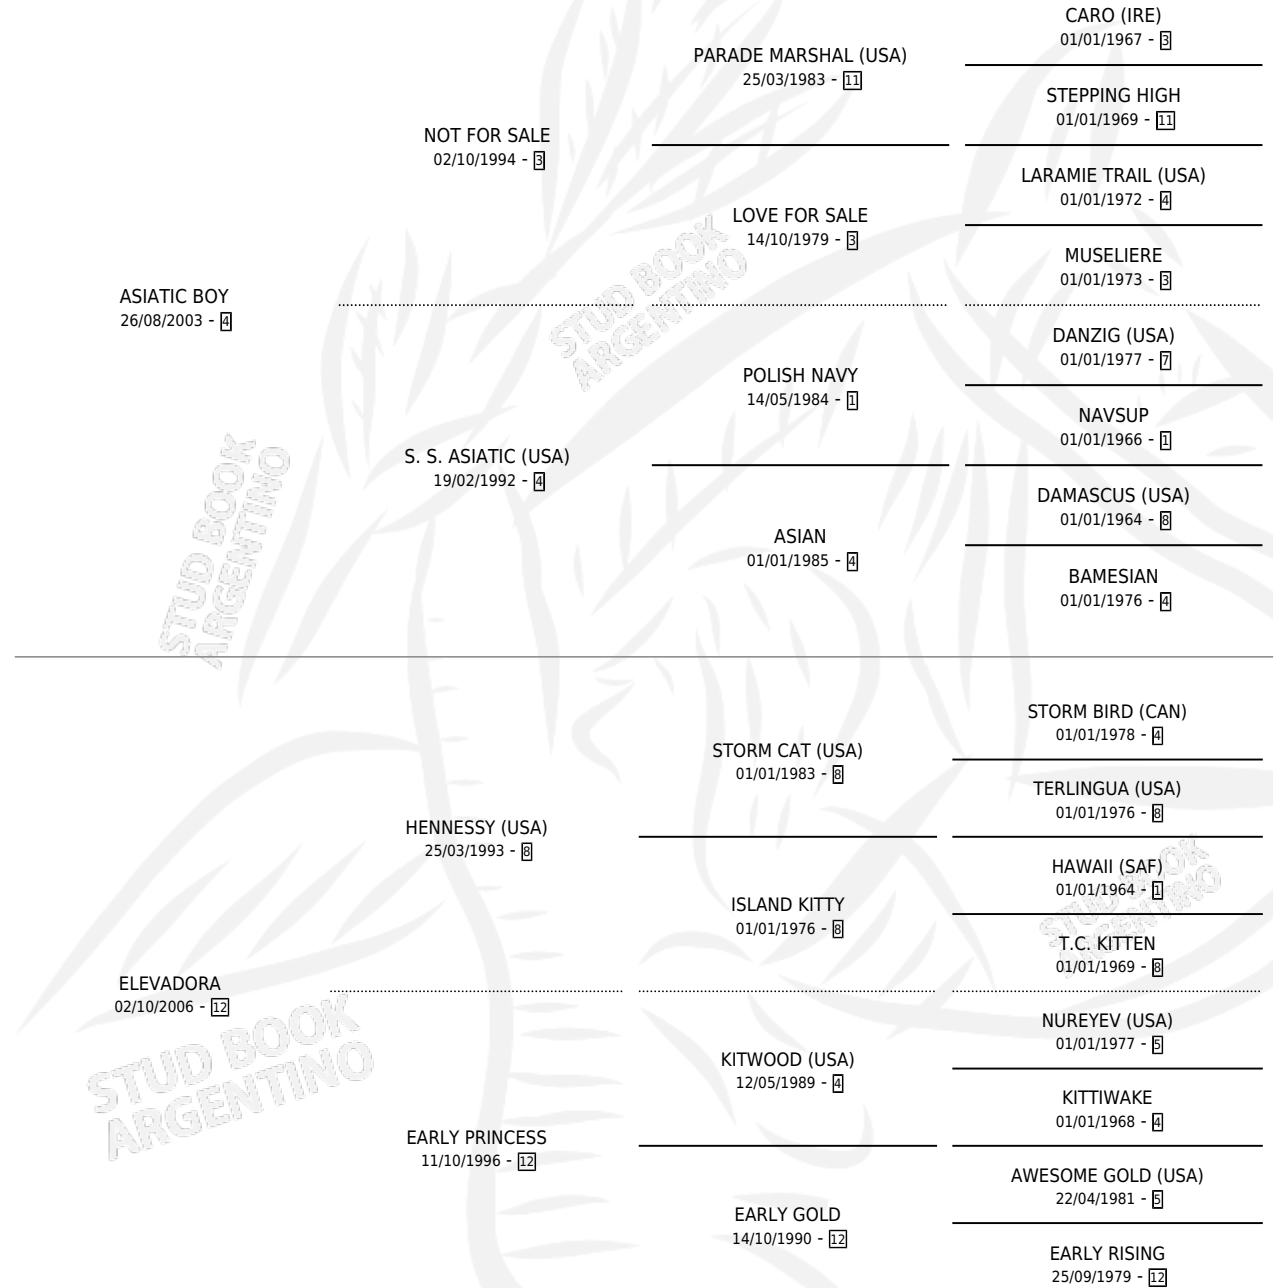 CARO (IRE)
01/01/1967 - 3
PARADE MARSHAL (USA)
25/03/1983 - 11
STEPPING HIGH
01/01/1969 - 11
NOT FOR SALE
02/10/1994 - 3
LARAMIE TRAIL (USA)
01/01/1972 - 4
LOVE FOR SALE
14/10/1979 - 3
MUSELIERE
01/01/1973 - 3
ASIATIC BOY
26/08/2003 - 4
DANZIG (USA)
01/01/1977 - 7
POLISH NAVY
14/05/1984 - 1
NAVSUP
01/01/1966 - 1
S. S. ASIATIC (USA)
19/02/1992 - 4
DAMASCUS (USA)
01/01/1964 - 8
ASIAN
01/01/1985 - 4
BAMESIAN
01/01/1976 - 4
STUD BOOK
ARGENTINO
STUD BOOK
ARGENTINO
STORM BIRD (CAN)
01/01/1978 - 4
STORM CAT (USA)
01/01/1983 - 8
TERLINGUA (USA)
01/01/1976 - 8
HENNESSY (USA)
25/03/1993 - 8
HAWAII (SAF)
01/01/1964 - 1
ISLAND KITTY
01/01/1976 - 8
T.C. KITTEN
01/01/1969 - 8
STUD BOOK
ARGENTINO
ELEVADORA
02/10/2006 - 12
NUREYEV (USA)
01/01/1977 - 5
KITWOOD (USA)
12/05/1989 - 4
KITTIWAKE
01/01/1968 - 4
STUD BOOK
ARGENTINO
EARLY PRINCESS
11/10/1996 - 12
AWESOME GOLD (USA)
22/04/1981 - 5
EARLY GOLD
14/10/1990 - 12
EARLY RISING
25/09/1979 - 12